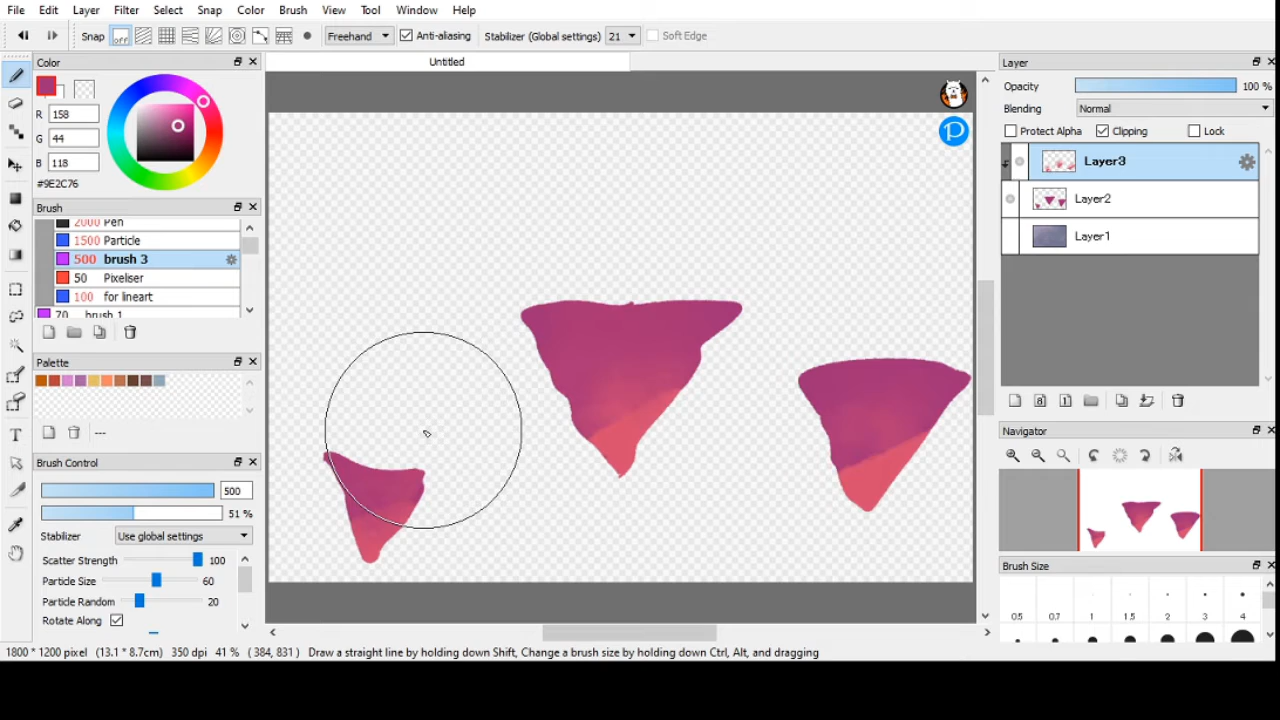 File Edit Layer Filter Select Snap Color Brush View Tool Window Help
Snap off Freehand Anti-aliasing Stabilizer (Global settings) 21 Soft Edge
Color
Untitled
Layer
R 158
G 44
B 118
#9E2C76
Opacity 100 %
Blending Normal
Protect Alpha Clipping Lock
Layer3
Layer2
Layer1
Brush
2000 Pen
1500 Particle
500 brush 3
50 Pixeliser
100 for lineart
70 brush 1
Palette
---
Brush Control
500
51 %
Stabilizer Use global settings
Scatter Strength 100
Particle Size 60
Particle Random 20
Rotate Along
8 1
Navigator
Brush Size
0.5 0.7 1 1.5 2 3 4
1800 * 1200 pixel (13.1 * 8.7cm) 350 dpi 41 % ( 384, 831 ) Draw a straight line by holding down Shift, Change a brush size by holding down Ctrl, Alt, and dragging